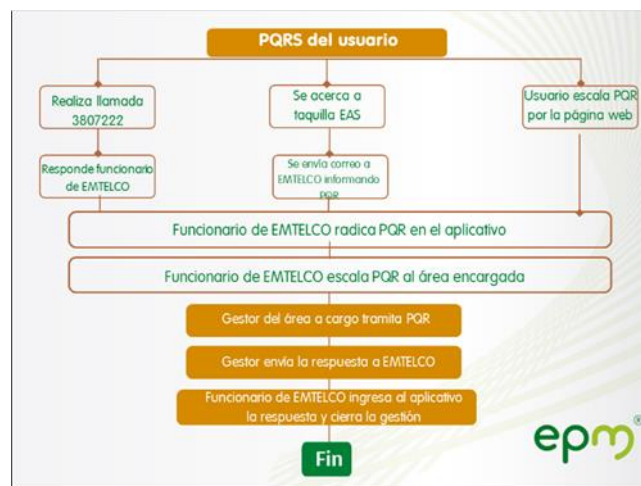 PQRS del usuario
Realiza llamada
3807222
Se acerca a
taquilla EAS
Usuario escala PQR
por la página web
Responde funcionario
de EMTELCO
Se envía correo a
EMTELCO informando
PQR
Funcionario de EMTELCO radica PQR en el aplicativo
Funcionario de EMTELCO escala PQR al área encargada
Gestor del área a cargo tramita PQR
Gestor envía la respuesta a EMTELCO
Funcionario de EMTELCO ingresa al aplicativo
la respuesta y cierra la gestión
Fin
epm®